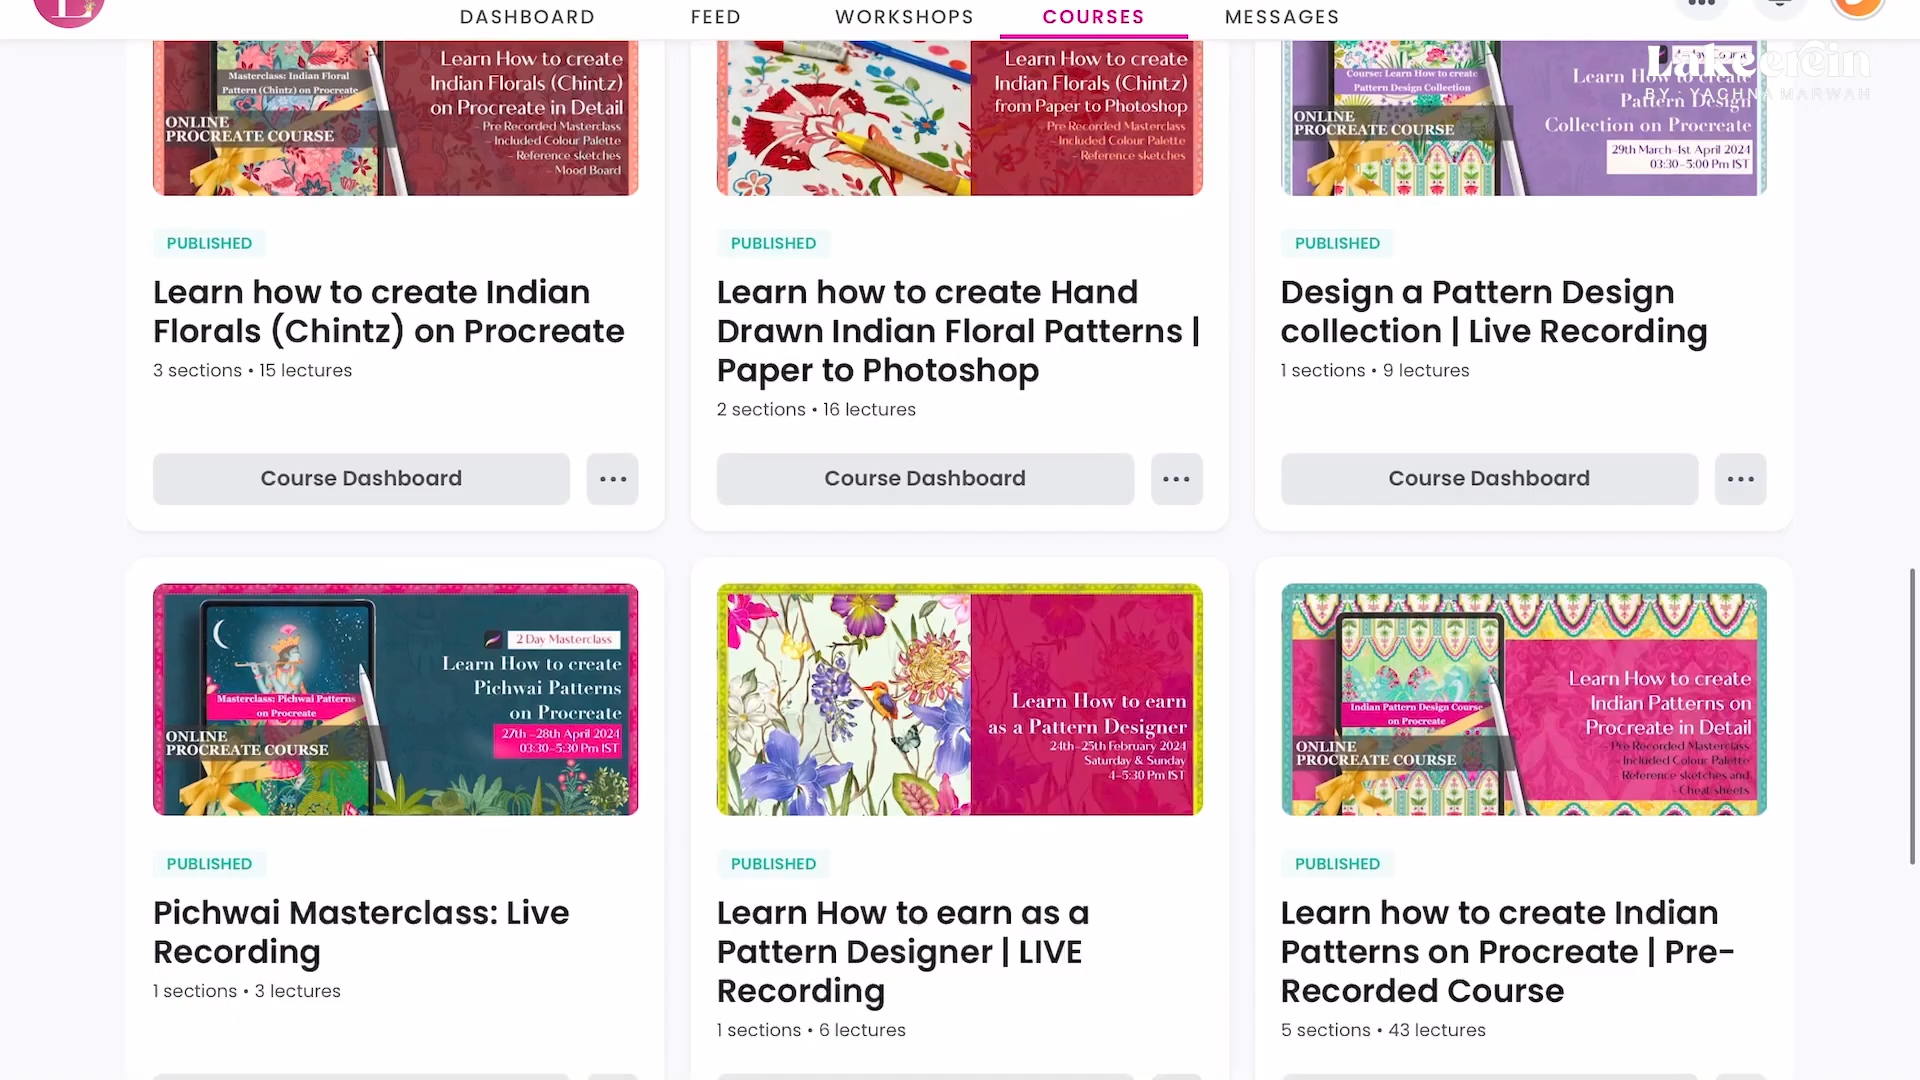 DASHBOARD
FEED
WORKSHOPS
COURSES
MESSAGES
Lakeerein
BY : YACHNA MARWAH
Masterclass: Indian Floral
Pattern (Chintz) on Procreate
ONLINE
PROCREATE COURSE
Learn How to create
Indian Florals (Chintz)
on Procreate in Detail
- Pre Recorded Masterclass
- Included Colour Palette
- Reference sketches
- Mood Board
Learn How to create
Indian Florals (Chintz)
from Paper to Photoshop
- Pre Recorded Masterclass
- Included Colour Palette
- Reference sketches
Course: Learn How to create
Pattern Design Collection
ONLINE
PROCREATE COURSE
Learn How to create
Pattern Design
Collection on Procreate
29th March-1st April 2024
03:30-5:00 Pm IST
PUBLISHED
Learn how to create Indian
Florals (Chintz) on Procreate
3 sections • 15 lectures
Course Dashboard
PUBLISHED
Learn how to create Hand
Drawn Indian Floral Patterns |
Paper to Photoshop
2 sections • 16 lectures
Course Dashboard
PUBLISHED
Design a Pattern Design
collection | Live Recording
1 sections • 9 lectures
Course Dashboard
Masterclass: Pichwai Patterns
on Procreate
ONLINE
PROCREATE COURSE
2 Day Masterclass
Learn How to create
Pichwai Patterns
on Procreate
27th -28th April 2024
03:30-5:30 Pm IST
Learn How to earn
as a Pattern Designer
24th-25th February 2024
Saturday & Sunday
4-5:30 Pm IST
Indian Pattern Design Course
on Procreate
ONLINE
PROCREATE COURSE
Learn How to create
Indian Patterns on
Procreate in Detail
- Pre Recorded Masterclass
- Included Colour Palette
Reference sketches and
- Cheat sheets
PUBLISHED
Pichwai Masterclass: Live
Recording
1 sections • 3 lectures
PUBLISHED
Learn How to earn as a
Pattern Designer | LIVE
Recording
1 sections • 6 lectures
PUBLISHED
Learn how to create Indian
Patterns on Procreate | Pre-
Recorded Course
5 sections • 43 lectures